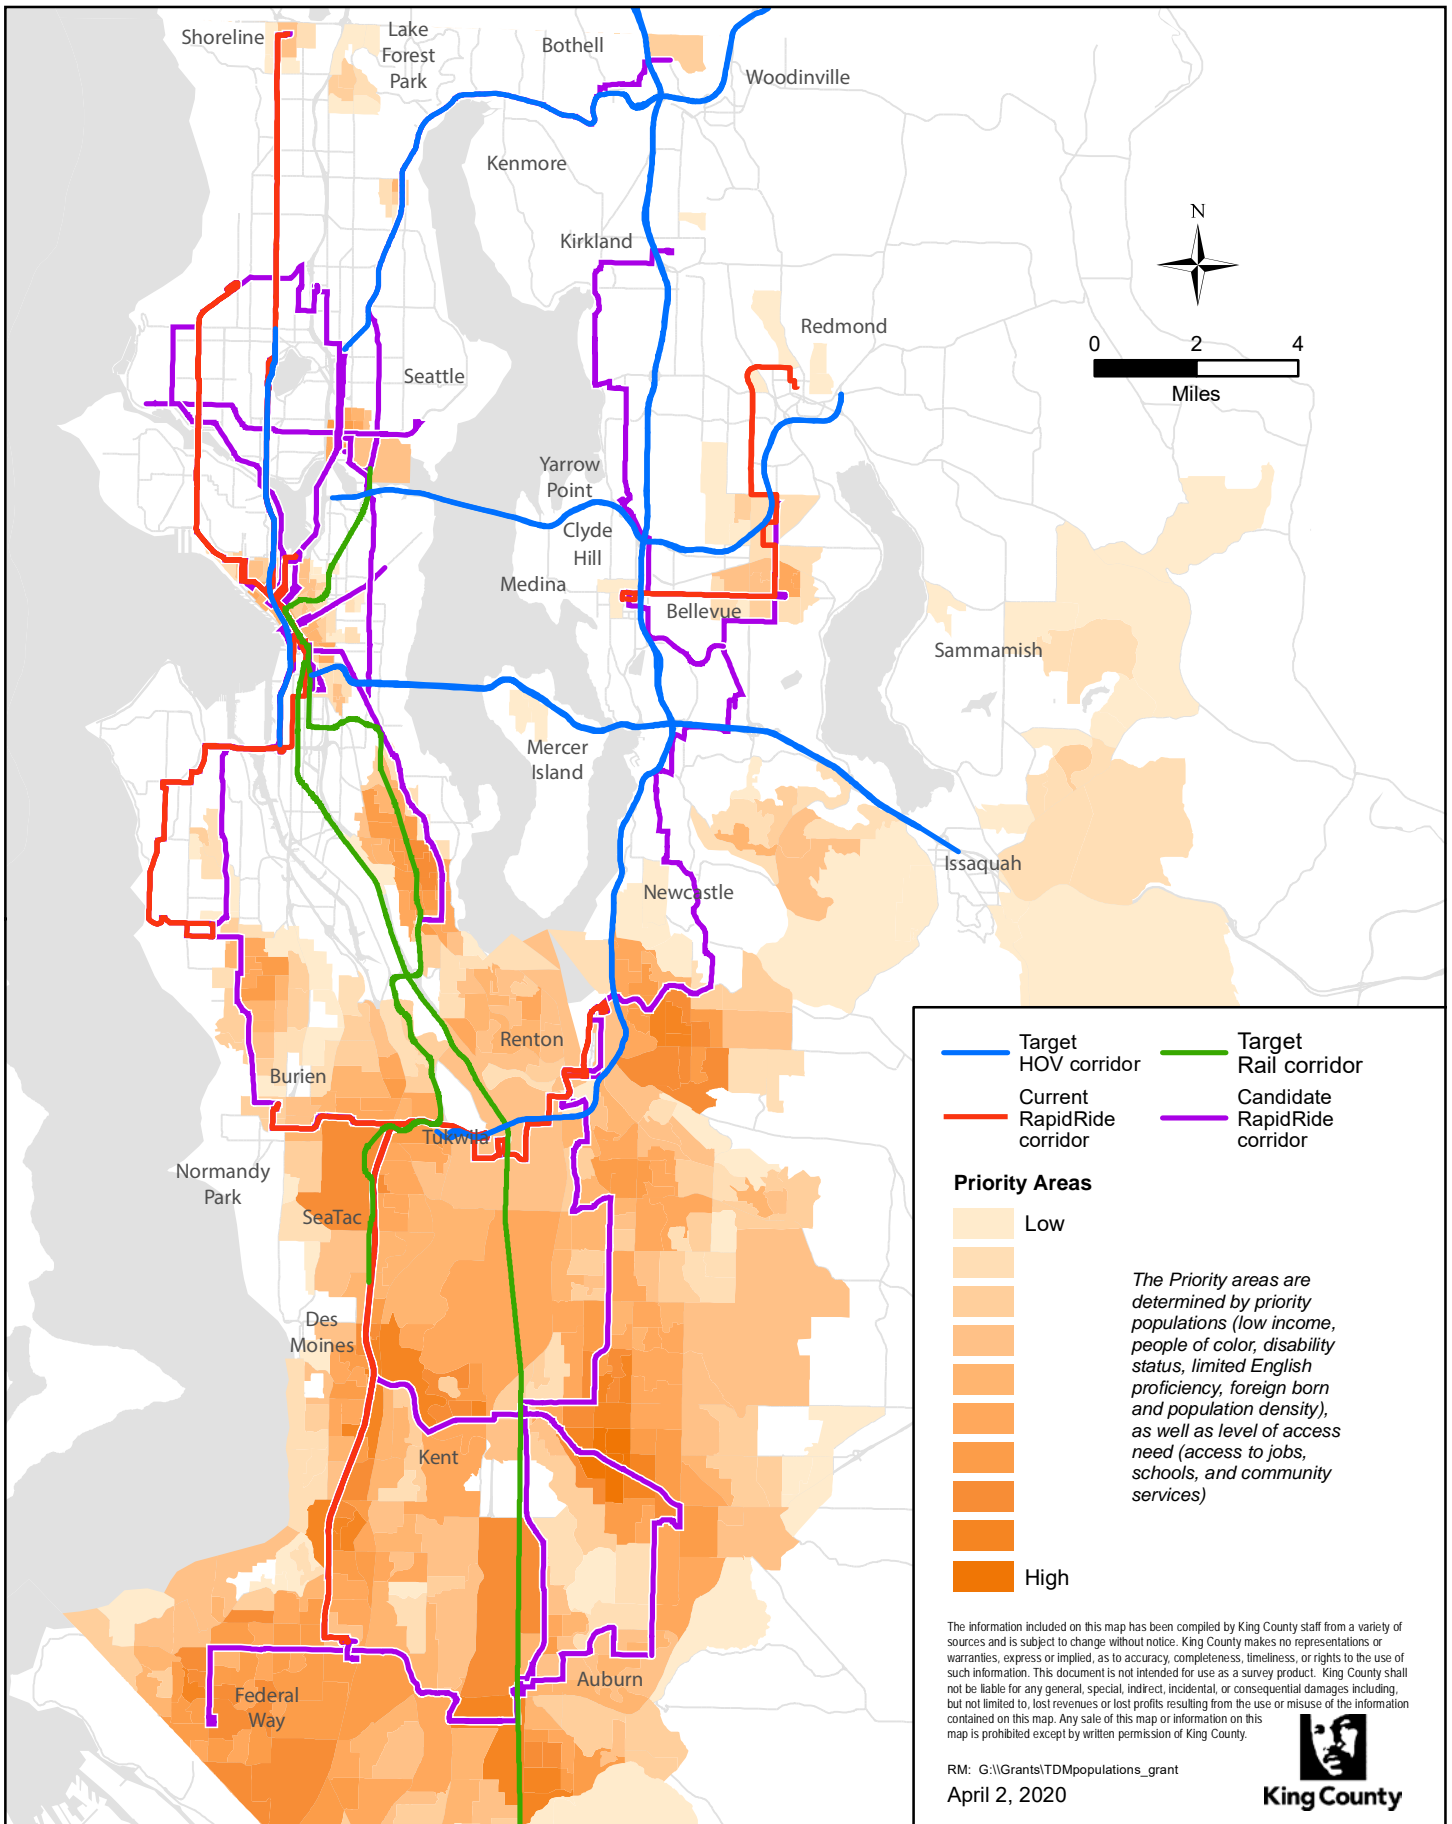 Shoreline
Lake
Forest
Park
Bothell
Woodinville
Kenmore
Kirkland
N
Redmond
0 2 4
Miles
Seattle
Yarrow
Point
Clyde
Hill
Medina
Bellevue
Sammamish
Mercer
Island
Issaquah
Newcastle
Renton
Burien
Tukwila
Normandy
Park
SeaTac
Des
Moines
Kent
Auburn
Federal
Way
Target
HOV corridor
Target
Rail corridor
Current
RapidRide
corridor
Candidate
RapidRide
corridor
Priority Areas
Low
The Priority areas are
determined by priority
populations (low income,
people of color, disability
status, limited English
proficiency, foreign born
and population density),
as well as level of access
need (access to jobs,
schools, and community
services)
High
The information included on this map has been compiled by King County staff from a variety of
sources and is subject to change without notice. King County makes no representations or
warranties, express or implied, as to accuracy, completeness, timeliness, or rights to the use of
such information. This document is not intended for use as a survey product. King County shall
not be liable for any general, special, indirect, incidental, or consequential damages including,
but not limited to, lost revenues or lost profits resulting from the use or misuse of the information
contained on this map. Any sale of this map or information on this
map is prohibited except by written permission of King County.
RM: G:\\Grants\TDMpopulations_grant
April 2, 2020
King County